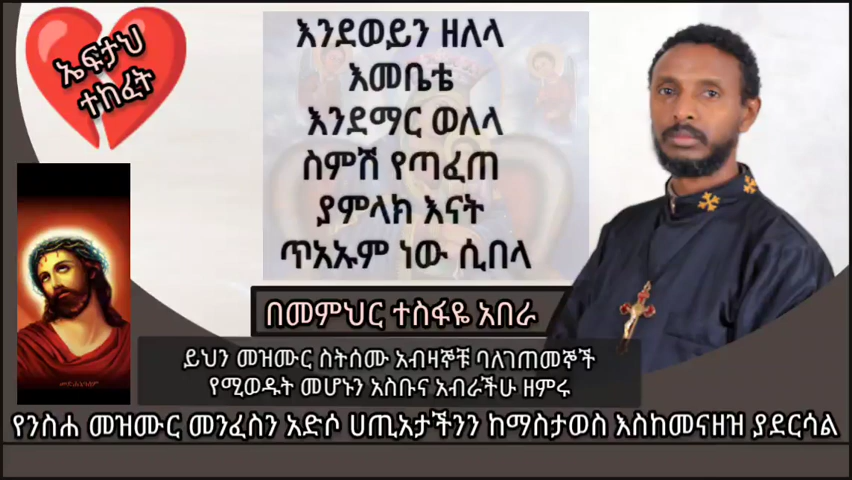 ኤፍታህ
ተከፈት
እንደወይን ዘለላ
እመቤቴ
እንደማር ወለላ
ስምሽ የጣፈጠ
ያምላክ እናት
ጥአኡም ነው ሲበላ
በመምህር ተስፋዬ አበራ
ይህን መዝሙር ስትሰሙ አብዛኞቹ ባለገጠመኞች
የሚወዱት መሆኑን አስቡና አብራችሁ ዘምሩ
የንስሐ መዝሙር መንፈስን አድሶ ሀጢአታችንን ከማስታወስ እስከመናዘዝ ያደርሳል